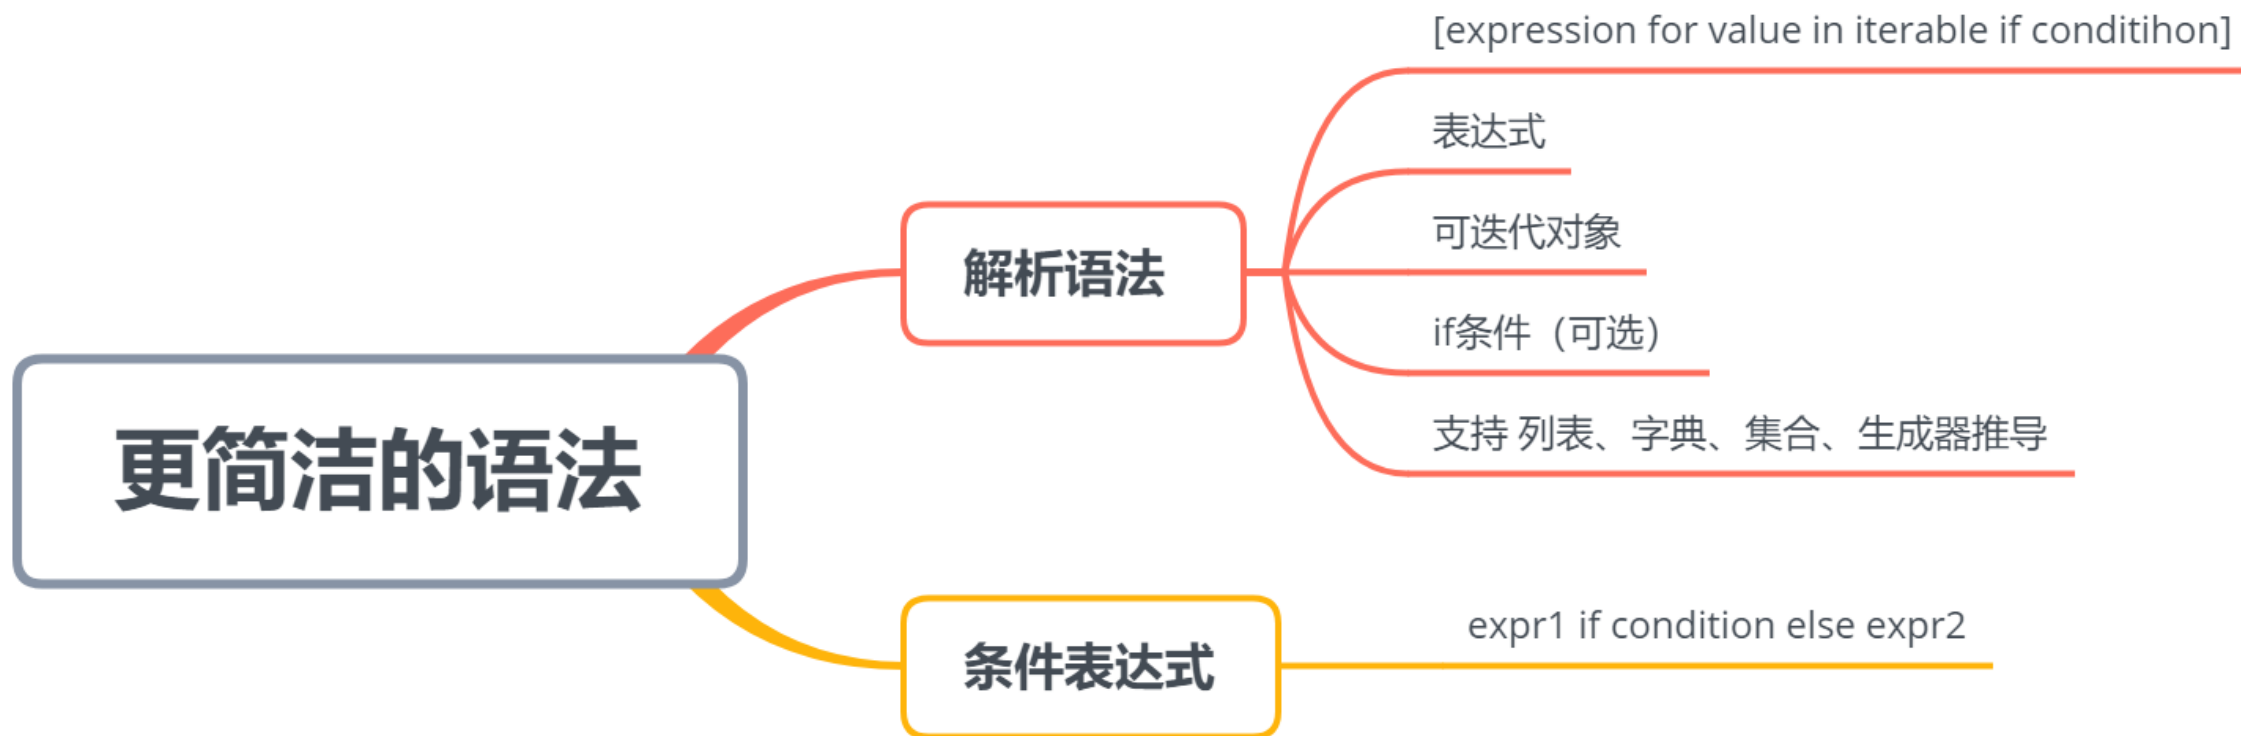 更简洁的语法
解析语法
[expression for value in iterable if conditihon]
表达式
可迭代对象
if条件（可选）
支持 列表、字典、集合、生成器推导
条件表达式
expr1 if condition else expr2